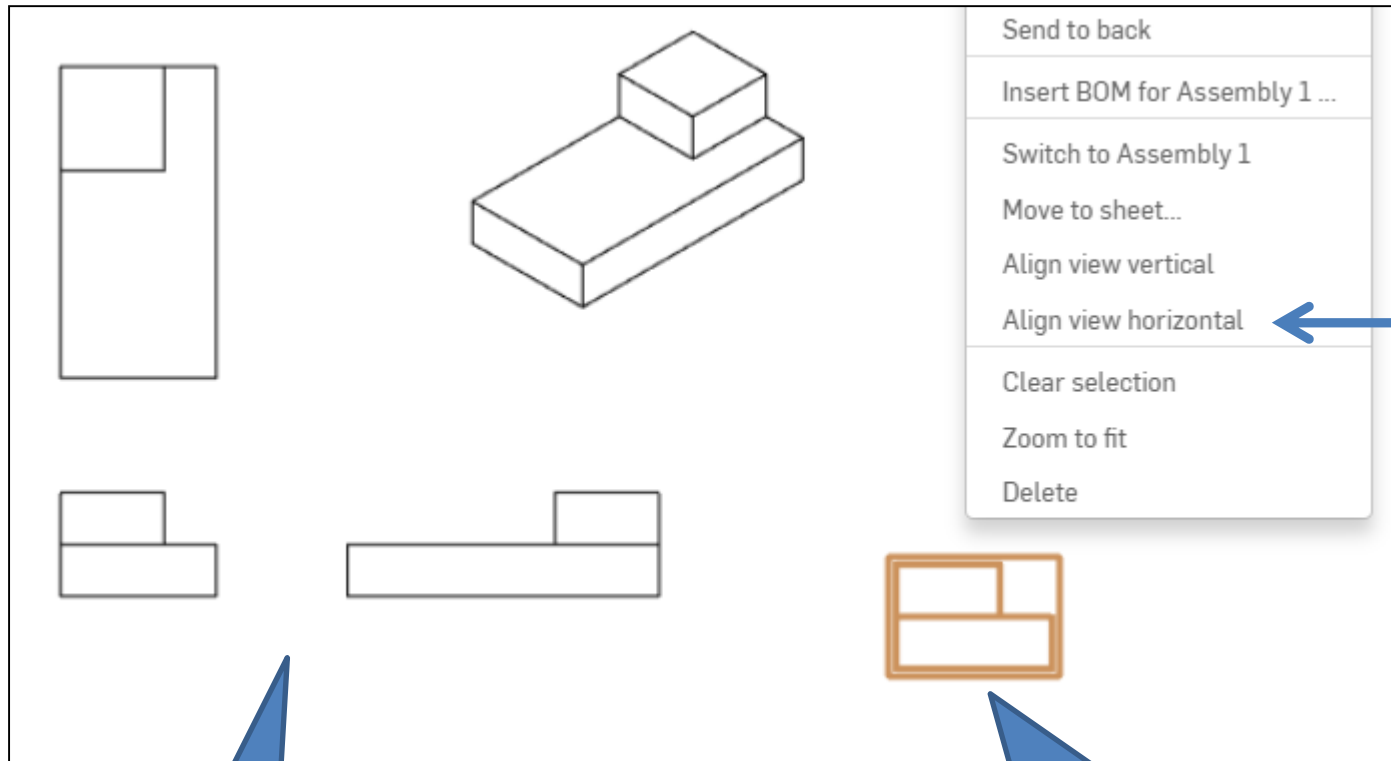 Send to back
Insert BOM for Assembly 1 ...
Switch to Assembly 1
Move to sheet...
Align view vertical
Align view horizontal
Clear selection
Zoom to fit
Delete